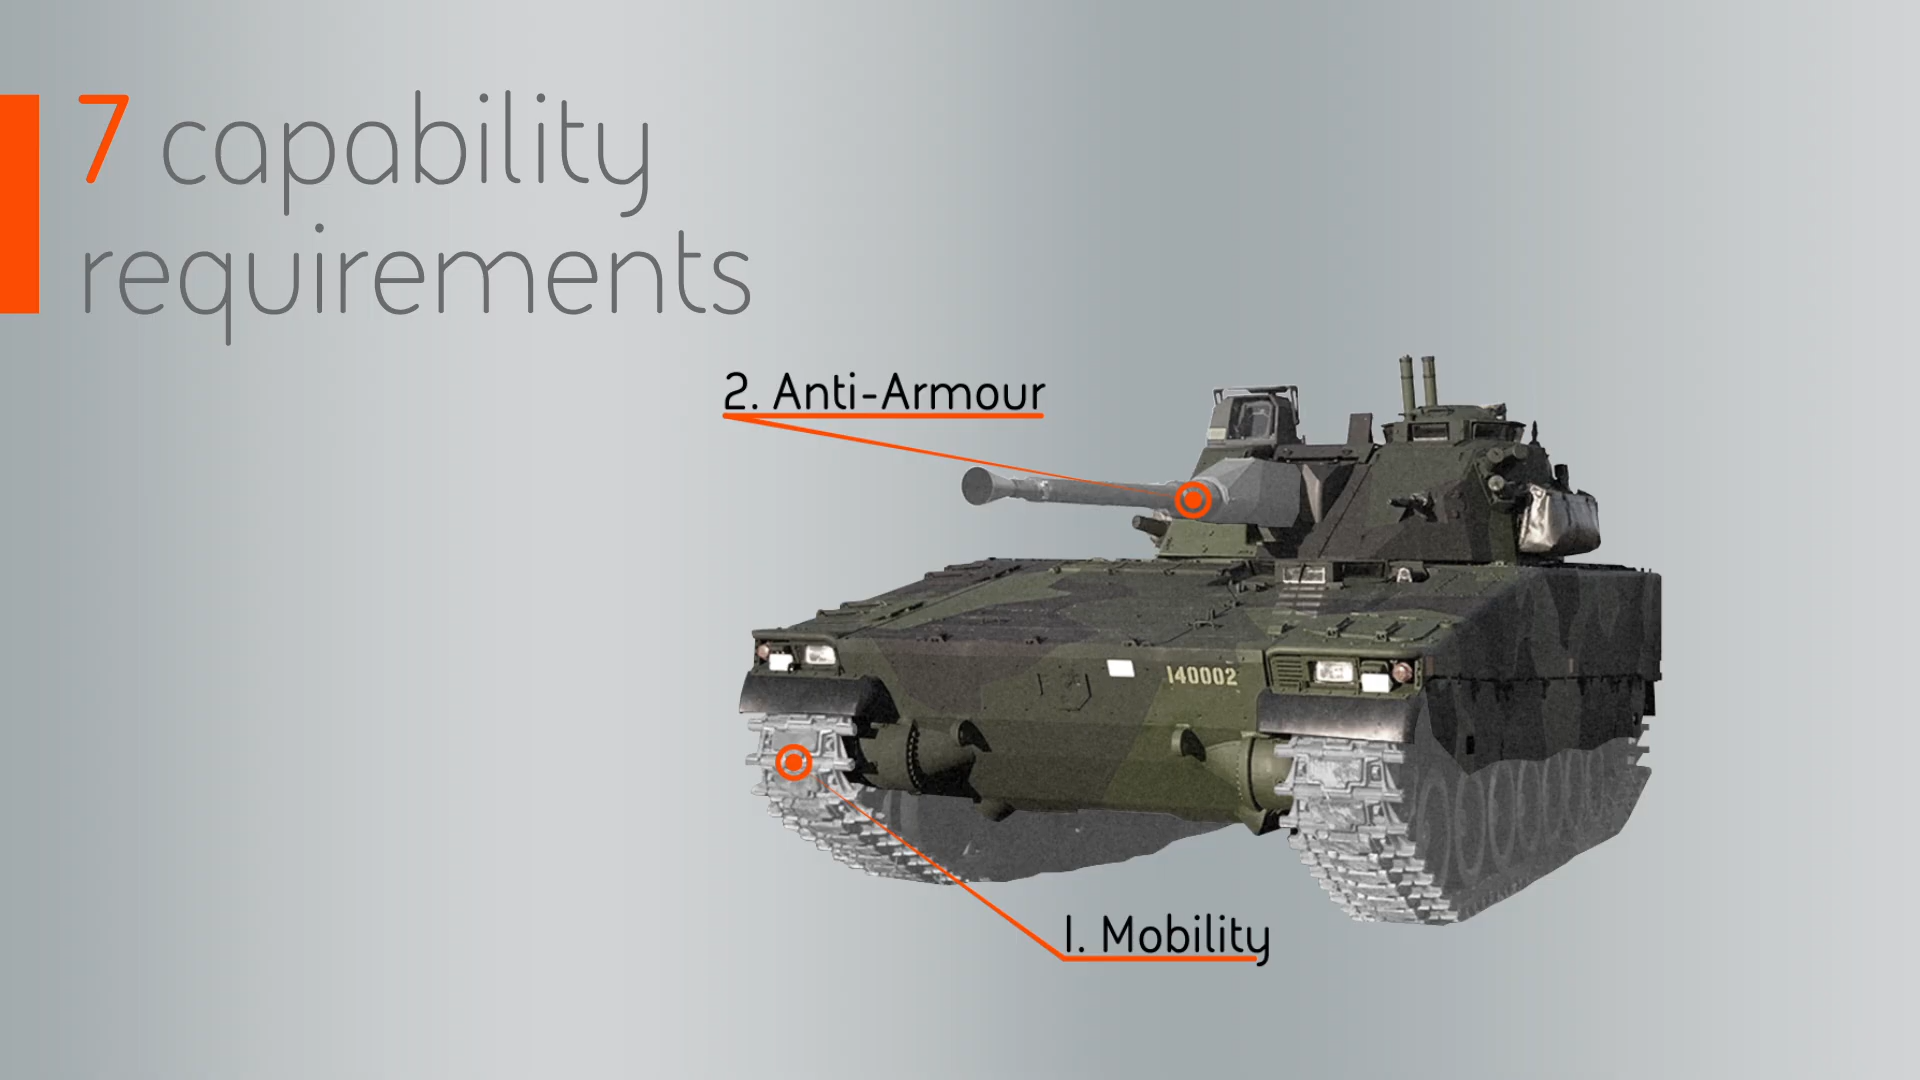 7 capability
requirements
2. Anti-Armour
140002
1. Mobility